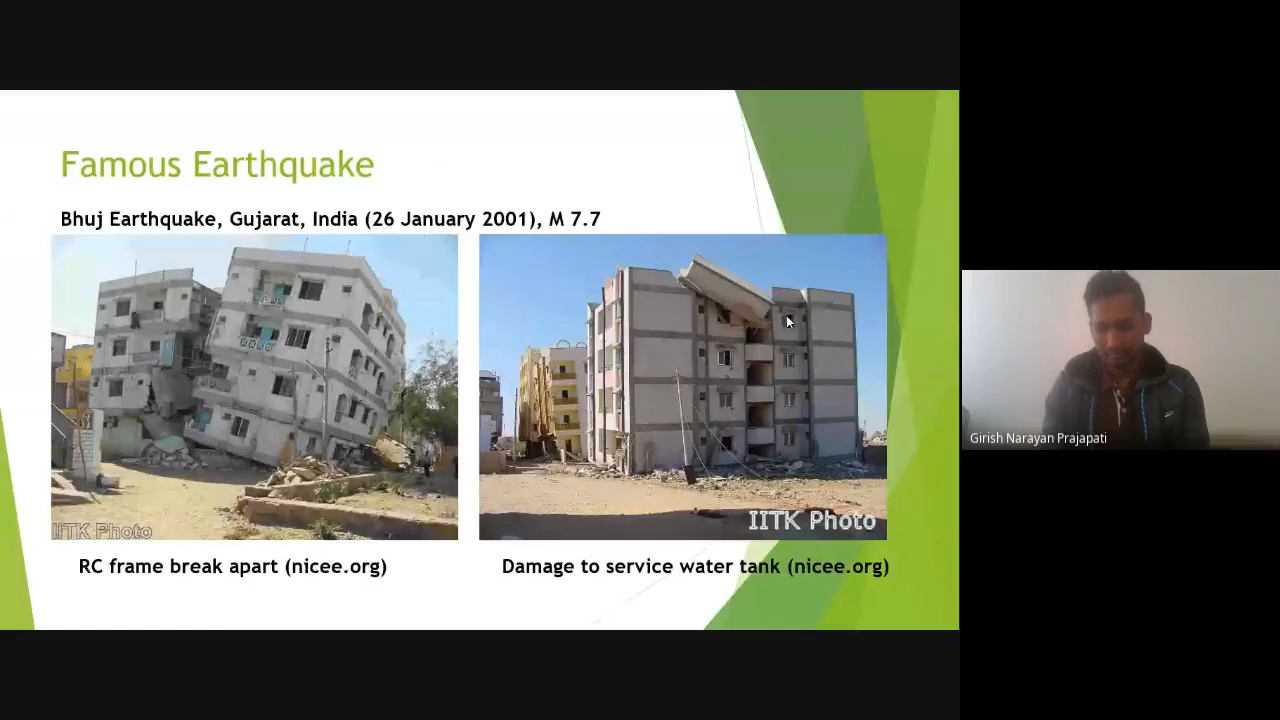 Famous Earthquake
Bhuj Earthquake, Gujarat, India (26 January 2001), M 7.7
IITK Photo
IITK Photo
RC frame break apart (nicee.org)
Damage to service water tank (nicee.org)
Girish Narayan Prajapati